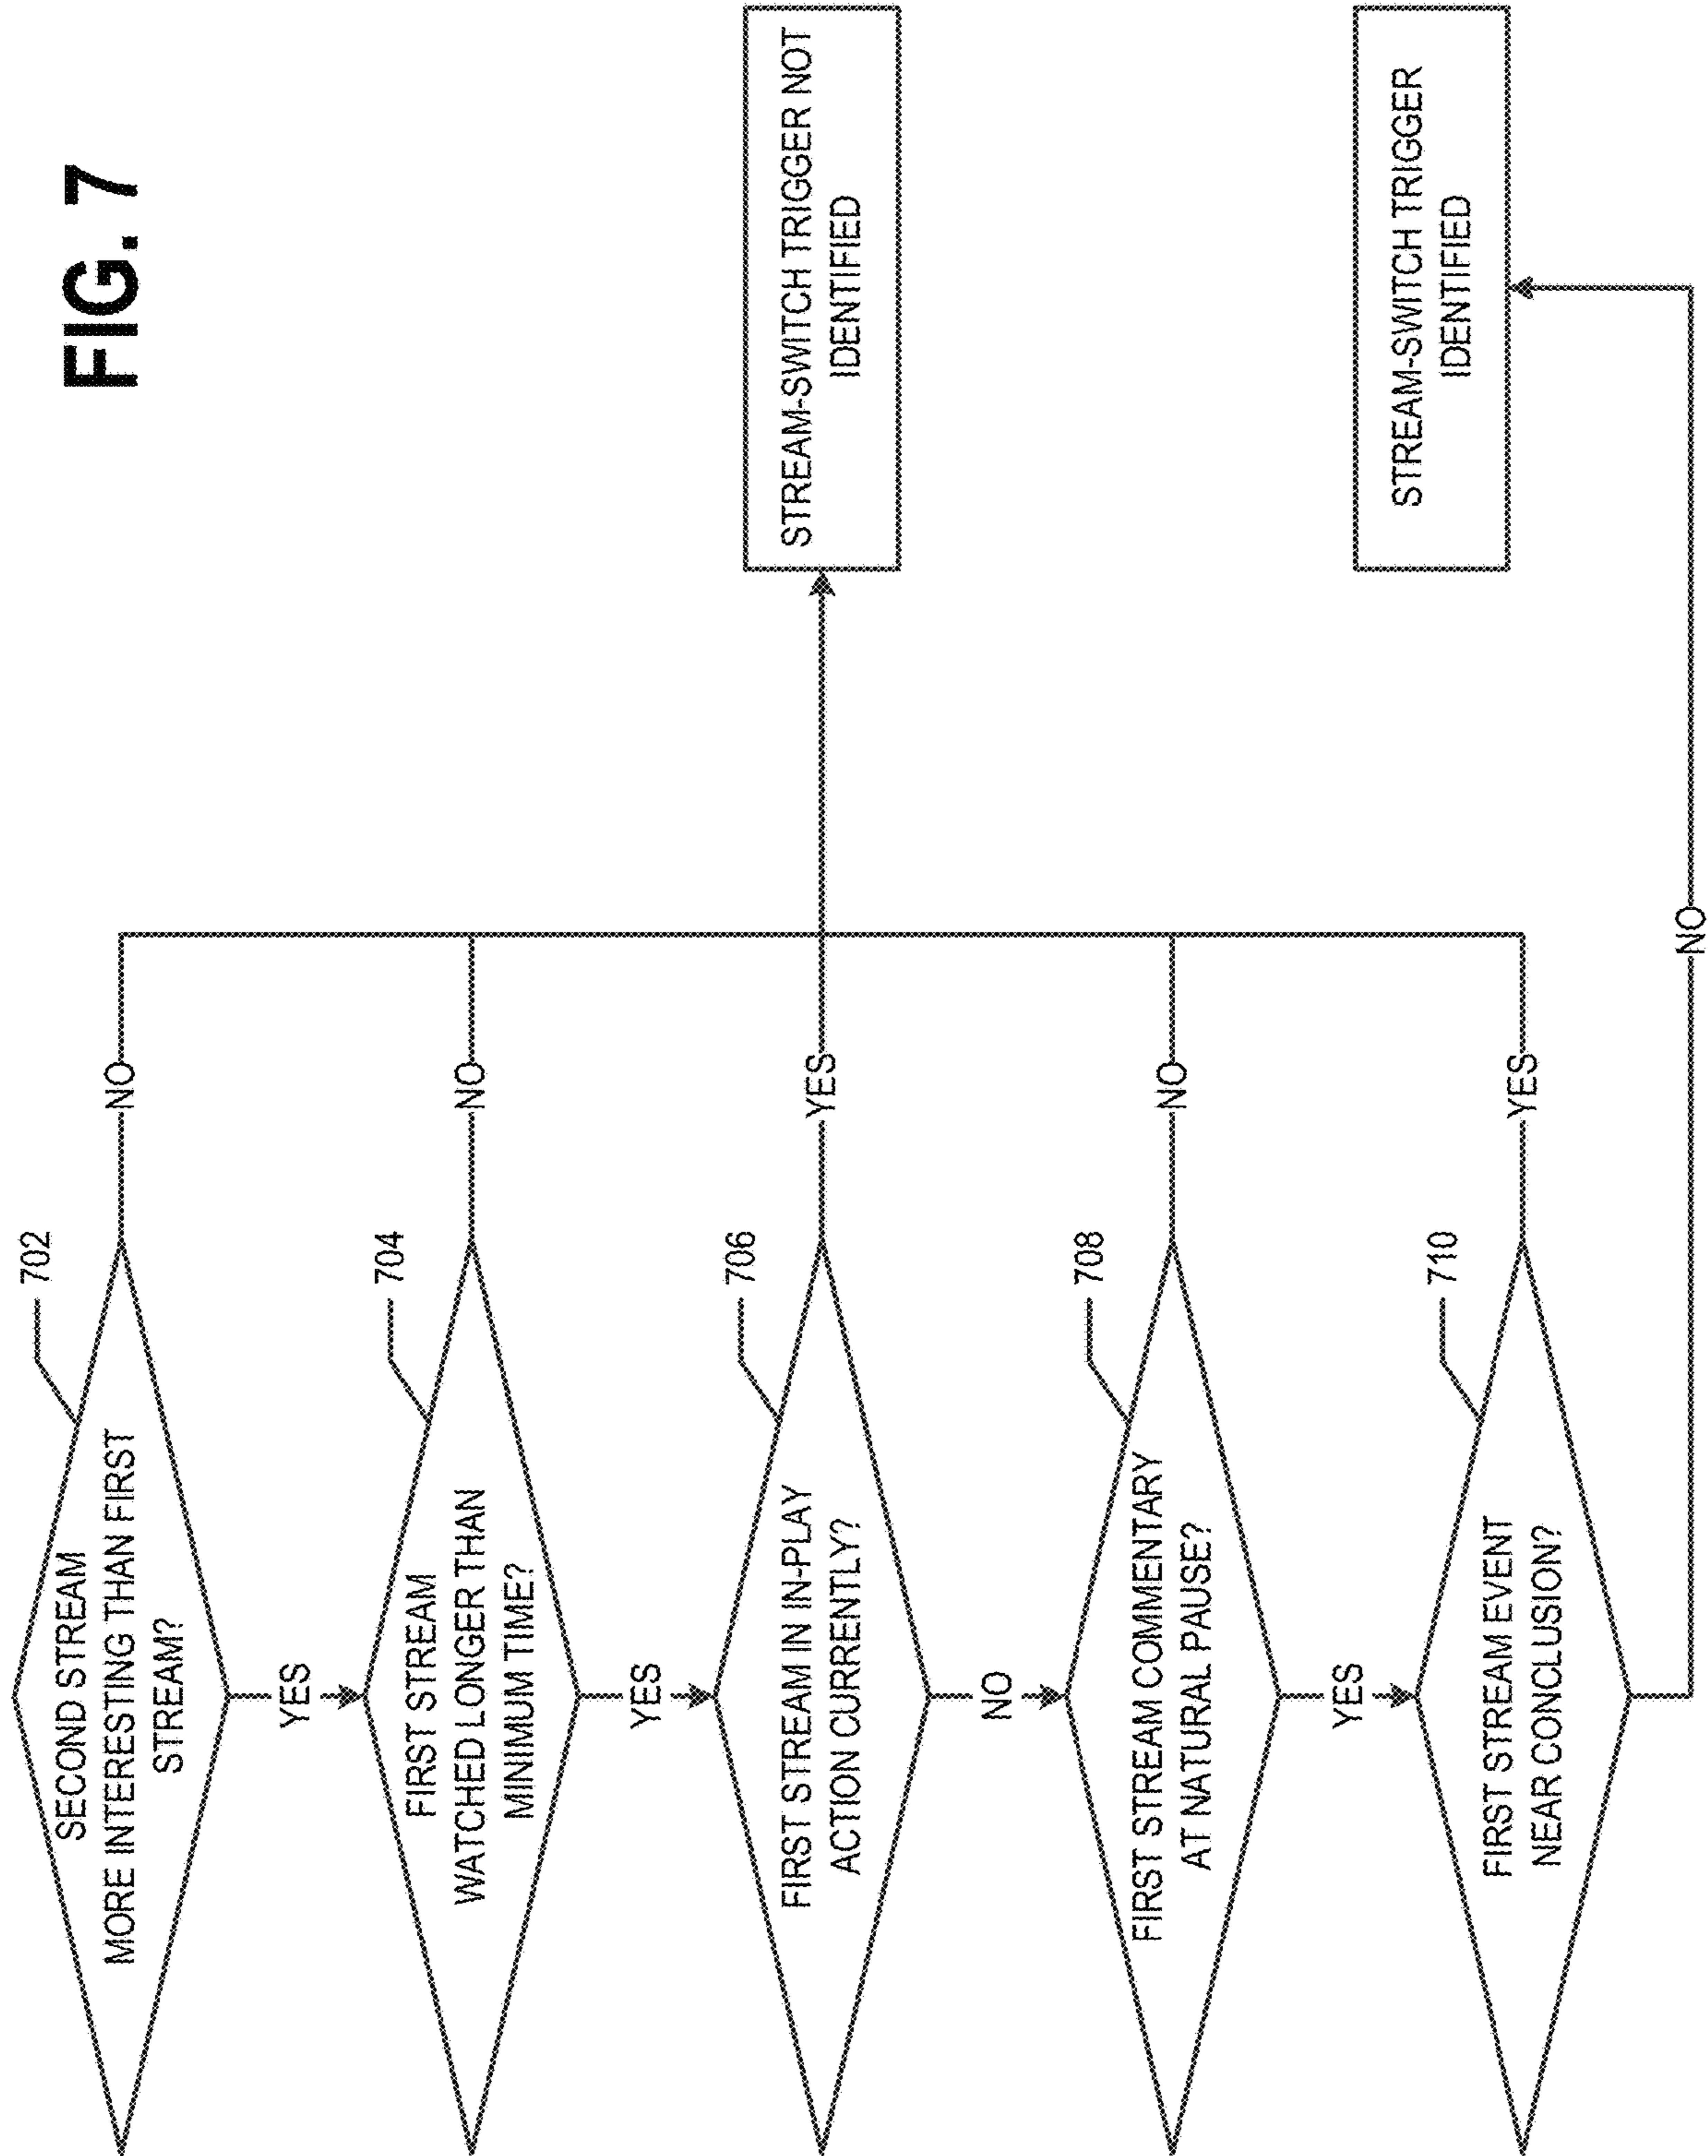 FIG. 7
702
SECOND STREAM
MORE INTERESTING THAN FIRST
STREAM?
NO
YES
704
FIRST STREAM
WATCHED LONGER THAN
MINIMUM TIME?
NO
YES
706
FIRST STREAM IN IN-PLAY
ACTION CURRENTLY?
YES
STREAM-SWITCH TRIGGER NOT
IDENTIFIED
NO
708
FIRST STREAM COMMENTARY
AT NATURAL PAUSE?
NO
YES
710
FIRST STREAM EVENT
NEAR CONCLUSION?
YES
STREAM-SWITCH TRIGGER
IDENTIFIED
NO